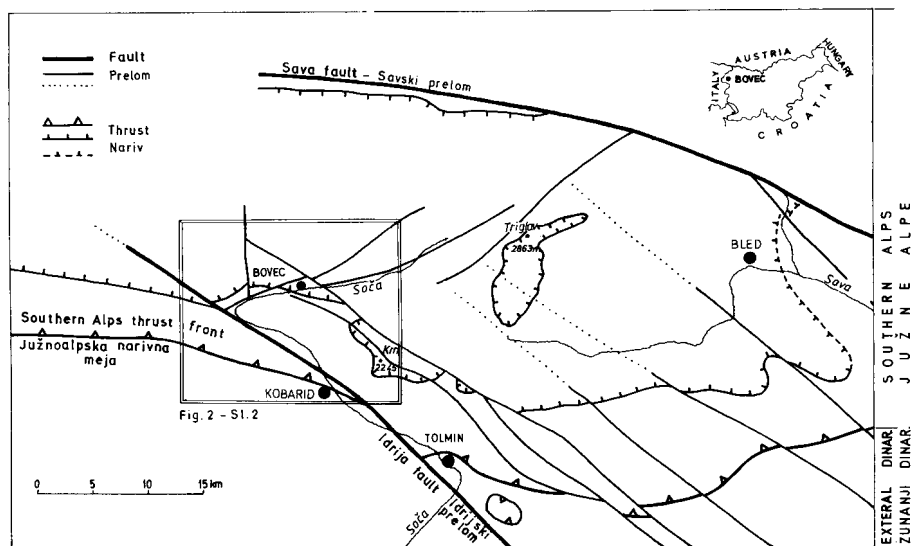 Fault
Prelom
Thrust
Nariv
Sava fault – Savski prelom
AUSTRIA
HUNGARY
ITALY
BOVEC
CROATIA
Triglav
2863m
BLED
Sava
BOVEC
Soča
Southern Alps thrust front
Južnoalpska narivna
meja
Krn
2245
KOBARID
Fig. 2 – Sl. 2
TOLMIN
Idrija fault
Idrijski
prelom
Soča
0 5 10 15 km
SOUTHERN ALPS
JUŽNE ALPE
EXTERAL DINAR.
ZUNANJI DINAR.